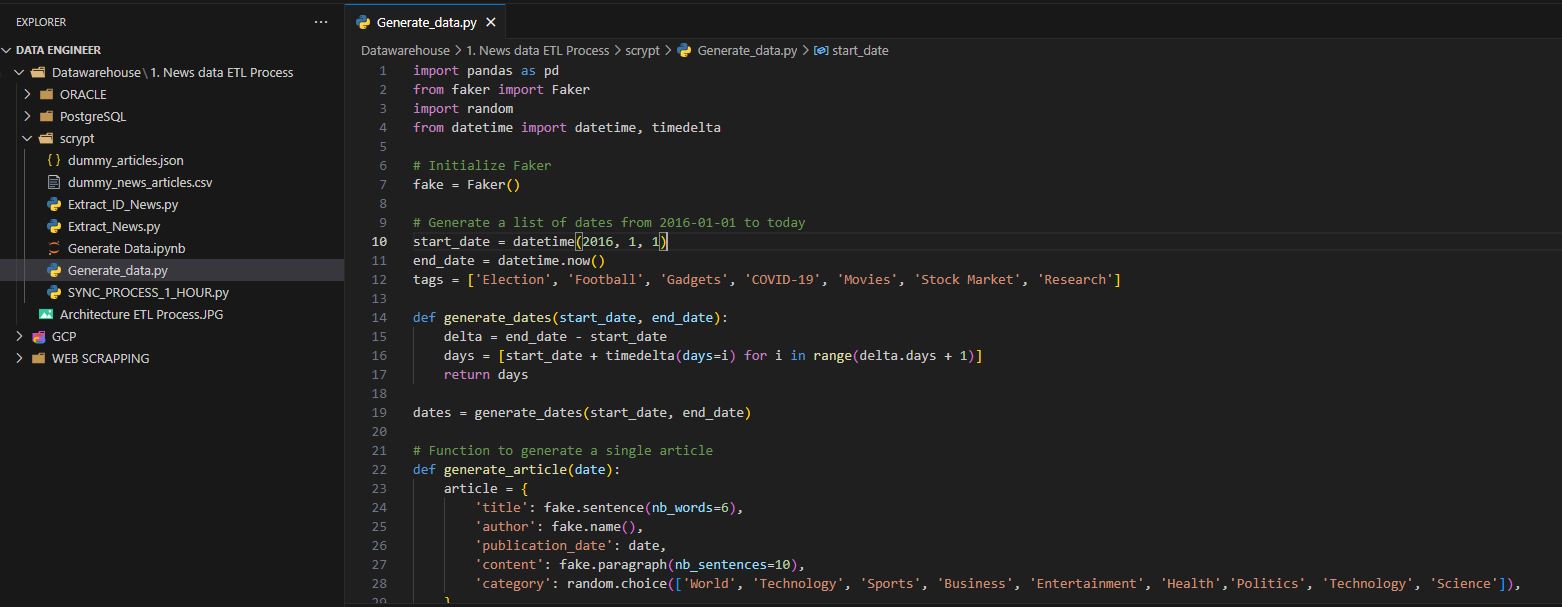 EXPLORER
···
DATA ENGINEER
Datawarehouse\1. News data ETL Process
ORACLE
PostgreSQL
scrypt
{} dummy_articles.json
dummy_news_articles.csv
Extract_ID_News.py
Extract_News.py
Generate Data.ipynb
Generate_data.py
SYNC_PROCESS_1_HOUR.py
Architecture ETL Process.JPG
GCP
WEB SCRAPPING
Generate_data.py ×
Datawarehouse > 1. News data ETL Process > scrypt > Generate_data.py > start_date
1 import pandas as pd
2 from faker import Faker
3 import random
4 from datetime import datetime, timedelta
5
6 # Initialize Faker
7 fake = Faker()
8
9 # Generate a list of dates from 2016-01-01 to today
10 start_date = datetime(2016, 1, 1)
11 end_date = datetime.now()
12 tags = ['Election', 'Football', 'Gadgets', 'COVID-19', 'Movies', 'Stock Market', 'Research']
13
14 def generate_dates(start_date, end_date):
15     delta = end_date - start_date
16     days = [start_date + timedelta(days=i) for i in range(delta.days + 1)]
17     return days
18
19 dates = generate_dates(start_date, end_date)
20
21 # Function to generate a single article
22 def generate_article(date):
23     article = {
24         'title': fake.sentence(nb_words=6),
25         'author': fake.name(),
26         'publication_date': date,
27         'content': fake.paragraph(nb_sentences=10),
28         'category': random.choice(['World', 'Technology', 'Sports', 'Business', 'Entertainment', 'Health','Politics', 'Technology', 'Science']),
29     }